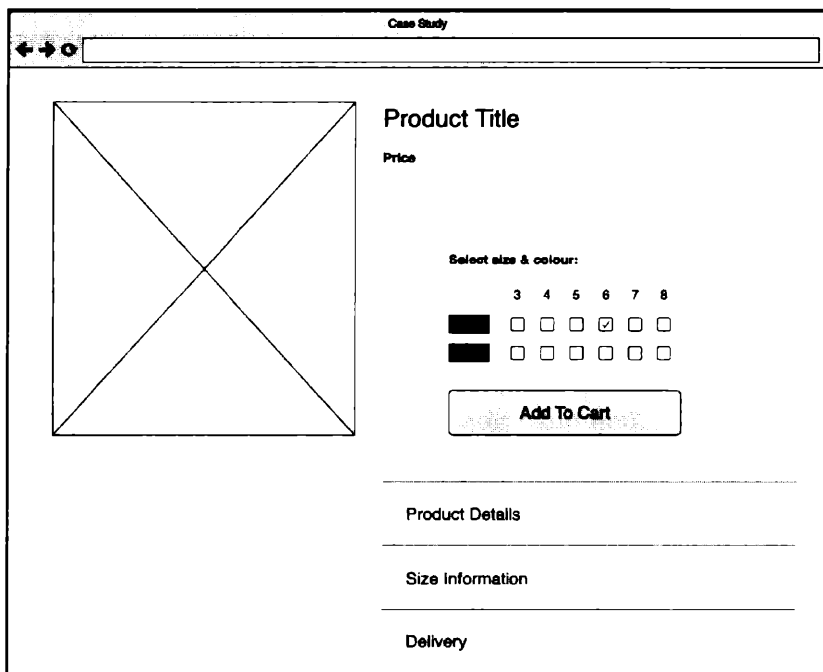 Case Study
Product Title
Price
Select size & colour:
3 4 5 6 7 8
Add To Cart
Product Details
Size Information
Delivery